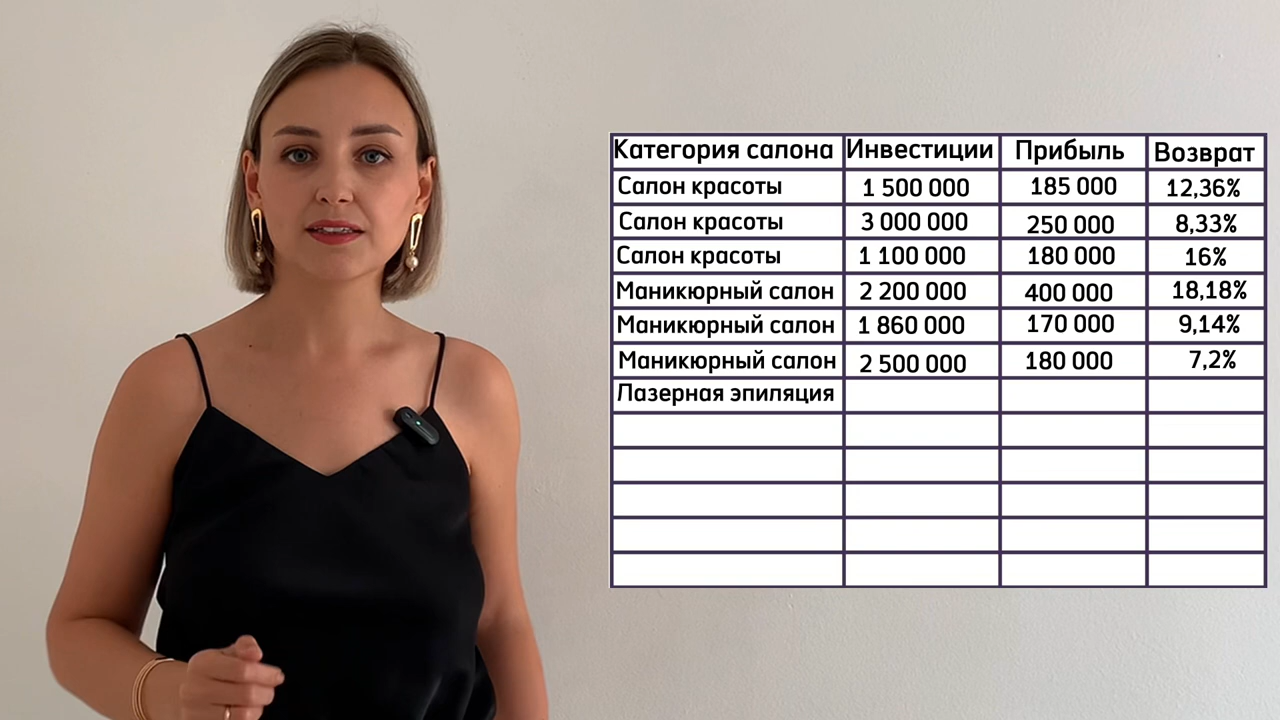 Категория салона Инвестиции Прибыль Возврат
Салон красоты 1 500 000 185 000 12,36%
Салон красоты 3 000 000 250 000 8,33%
Салон красоты 1 100 000 180 000 16%
Маникюрный салон 2 200 000 400 000 18,18%
Маникюрный салон 1 860 000 170 000 9,14%
Маникюрный салон 2 500 000 180 000 7,2%
Лазерная эпиляция